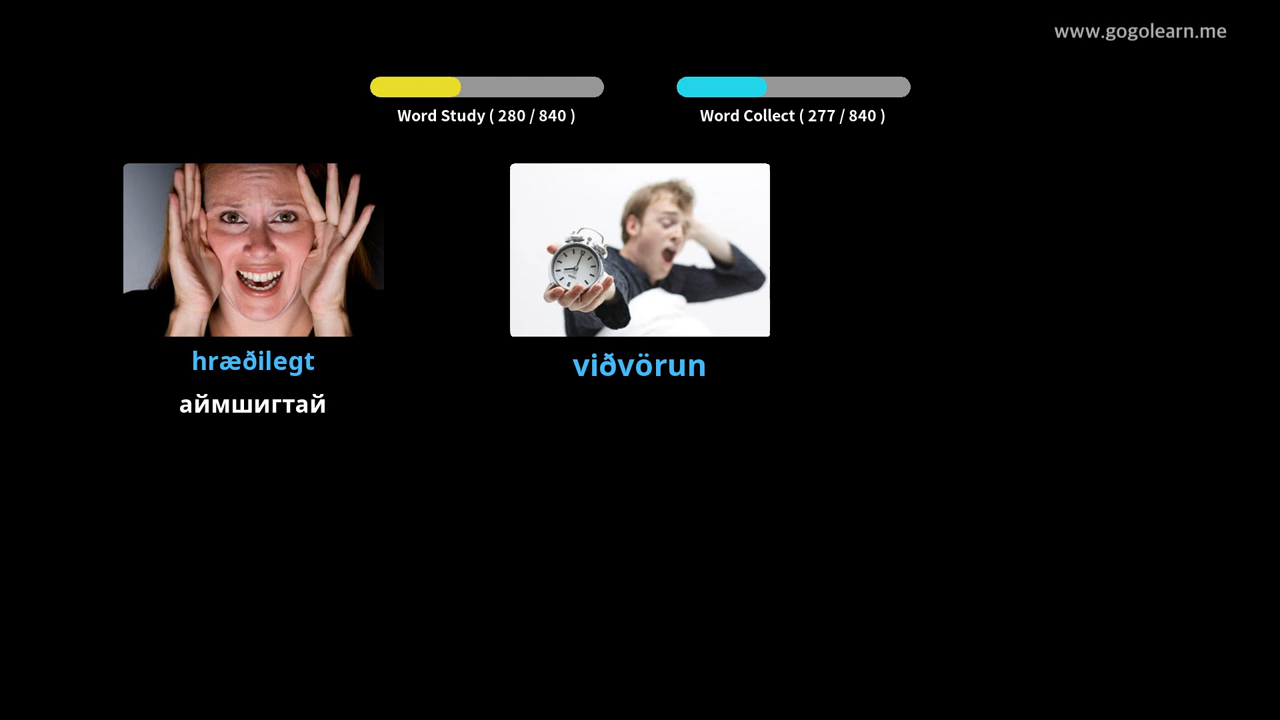 www.gogolearn.me
Word Study ( 280 / 840 )
Word Collect ( 277 / 840 )
hræðilegt
аймшигтай
viðvörun